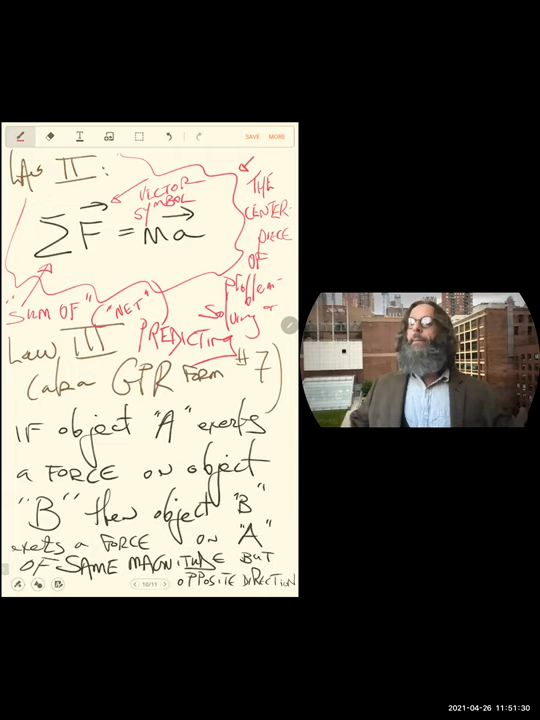 SAVE MORE
LAW II:
VECTOR
SYMBOL
ΣF = ma
THE
CENTER-
PIECE
OF
Problem-
Solving or
PREDICTING
"SUM OF" "NET"
Law III
(aka GPR Form #7)
IF object "A" exerts
a FORCE ON object
"B" then object "B"
exerts a FORCE ON "A"
OF SAME MAGNITUDE BUT
OPPOSITE DIRECTION
10/11
2021-04-26 11:51:30